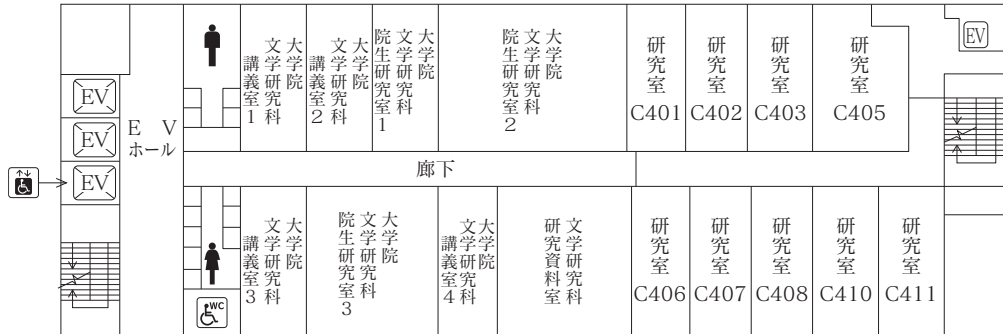 EV
EV
EV
EV
ホール
大学院
文学研究科
講義室1
大学院
文学研究科
講義室2
大学院
文学研究科
院生研究室1
大学院
文学研究科
院生研究室2
研究室
C401
研究室
C402
研究室
C403
研究室
C405
EV
廊下
WC
大学院
文学研究科
講義室3
大学院
文学研究科
院生研究室3
大学院
文学研究科
講義室4
文学研究科
研究資料室
研究室
C406
研究室
C407
研究室
C408
研究室
C410
研究室
C411